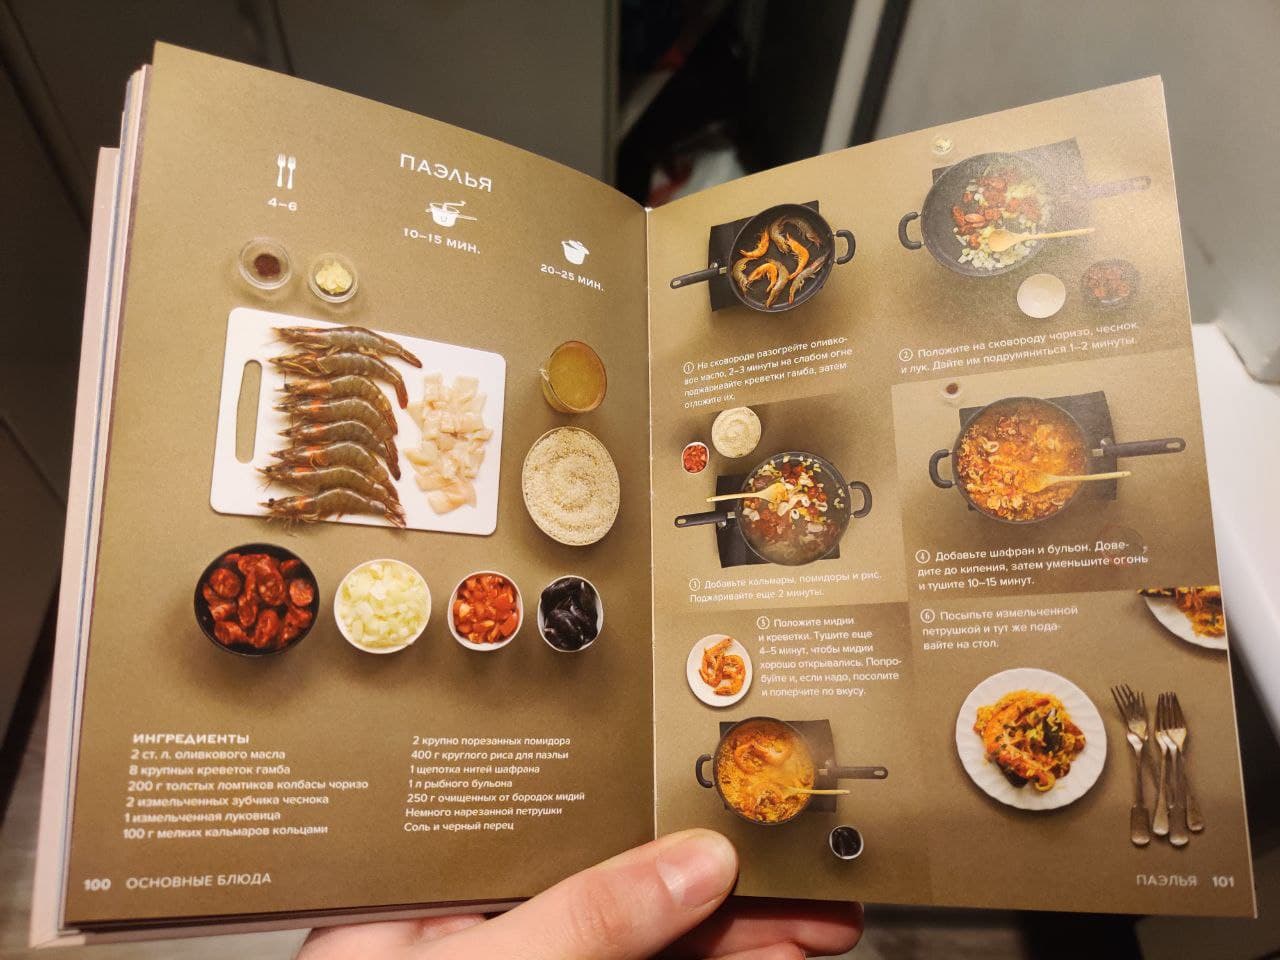 ПАЭЛЬЯ
4–6
10–15 МИН.
20–25 МИН.
ИНГРЕДИЕНТЫ
2 ст. л. оливкового масла
8 крупных креветок гамба
200 г толстых ломтиков колбасы чоризо
2 измельченных зубчика чеснока
1 измельченная луковица
100 г мелких кальмаров кольцами
2 крупно порезанных помидора
400 г круглого риса для паэльи
1 щепотка нитей шафрана
1 л рыбного бульона
250 г очищенных от бородок мидий
Немного нарезанной петрушки
Соль и черный перец
100 ОСНОВНЫЕ БЛЮДА
1 На сковороде разогрейте оливко-
вое масло, 2–3 минуты на слабом огне
поджаривайте креветки гамба, затем
отложите их.
2 Положите на сковороду чоризо, чеснок
и лук. Дайте им подрумяниться 1–2 минуты.
3 Добавьте кальмары, помидоры и рис.
Поджаривайте еще 2 минуты.
4 Добавьте шафран и бульон. Дове-
дите до кипения, затем уменьшите огонь
и тушите 10–15 минут.
5 Положите мидии
и креветки. Тушите еще
4–5 минут, чтобы мидии
хорошо открывались. Попро-
буйте и, если надо, посолите
и поперчите по вкусу.
6 Посыпьте измельченной
петрушкой и тут же пода-
вайте на стол.
ПАЭЛЬЯ 101